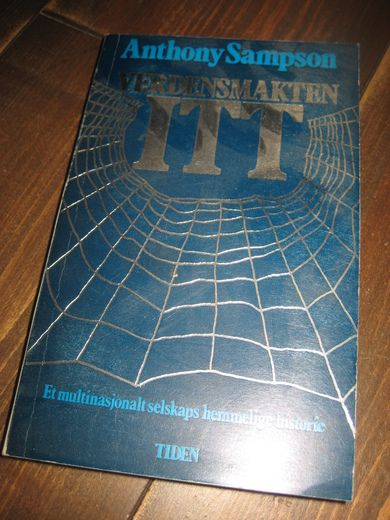 Anthony Sampson
VERDENSMAKTEN
ITT
Et multinasjonalt selskaps hemmelige historie
TIDEN